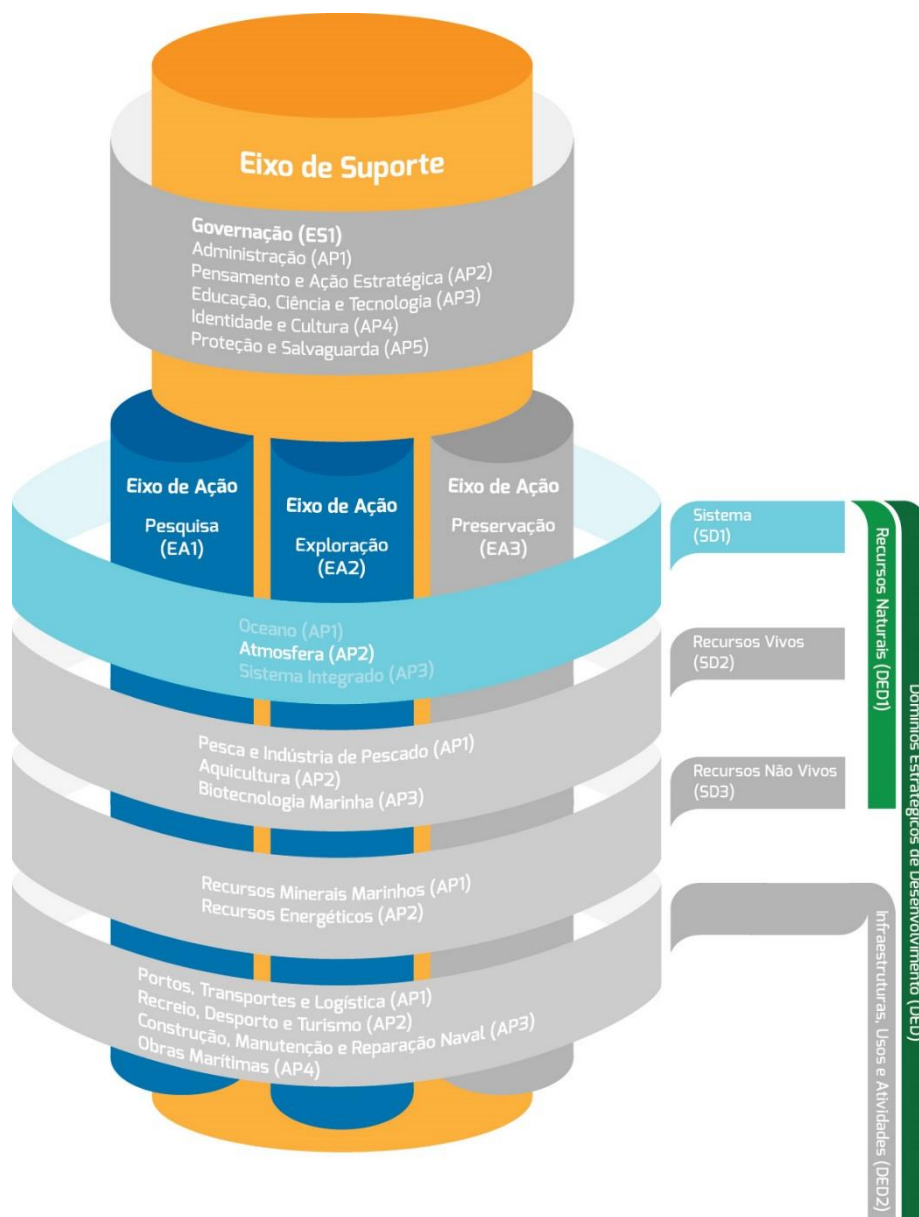 Eixo de Suporte
Governação (ES1)
Administração (AP1)
Pensamento e Ação Estratégica (AP2)
Educação, Ciência e Tecnologia (AP3)
Identidade e Cultura (AP4)
Proteção e Salvaguarda (AP5)
Eixo de Ação
Pesquisa
(EA1)
Eixo de Ação
Exploração
(EA2)
Eixo de Ação
Preservação
(EA3)
Sistema
(SD1)
Oceano (AP1)
Atmosfera (AP2)
Sistema Integrado (AP3)
Recursos Vivos
(SD2)
Pesca e Indústria de Pescado (AP1)
Aquicultura (AP2)
Biotecnologia Marinha (AP3)
Recursos Não Vivos
(SD3)
Recursos Minerais Marinhos (AP1)
Recursos Energéticos (AP2)
Portos, Transportes e Logística (AP1)
Recreio, Desporto e Turismo (AP2)
Construção, Manutenção e Reparação Naval (AP3)
Obras Marítimas (AP4)
Recursos Naturais (DED1)
Infraestruturas, Usos e Atividades (DED2)
Domínios Estratégicos de Desenvolvimento (DED)